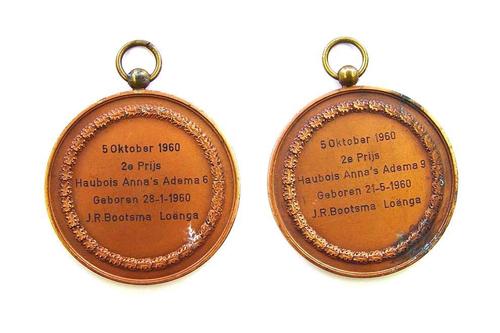 5 Oktober 1960
2e Prijs
Haubois Anna's Adema 6
Geboren 28-1-1960
J.R.Bootsma Loënga
5 Oktober 1960
2e Prijs
Haubois Anna's Adema 9
Geboren 21-5-1960
J.R.Bootsma Loënga